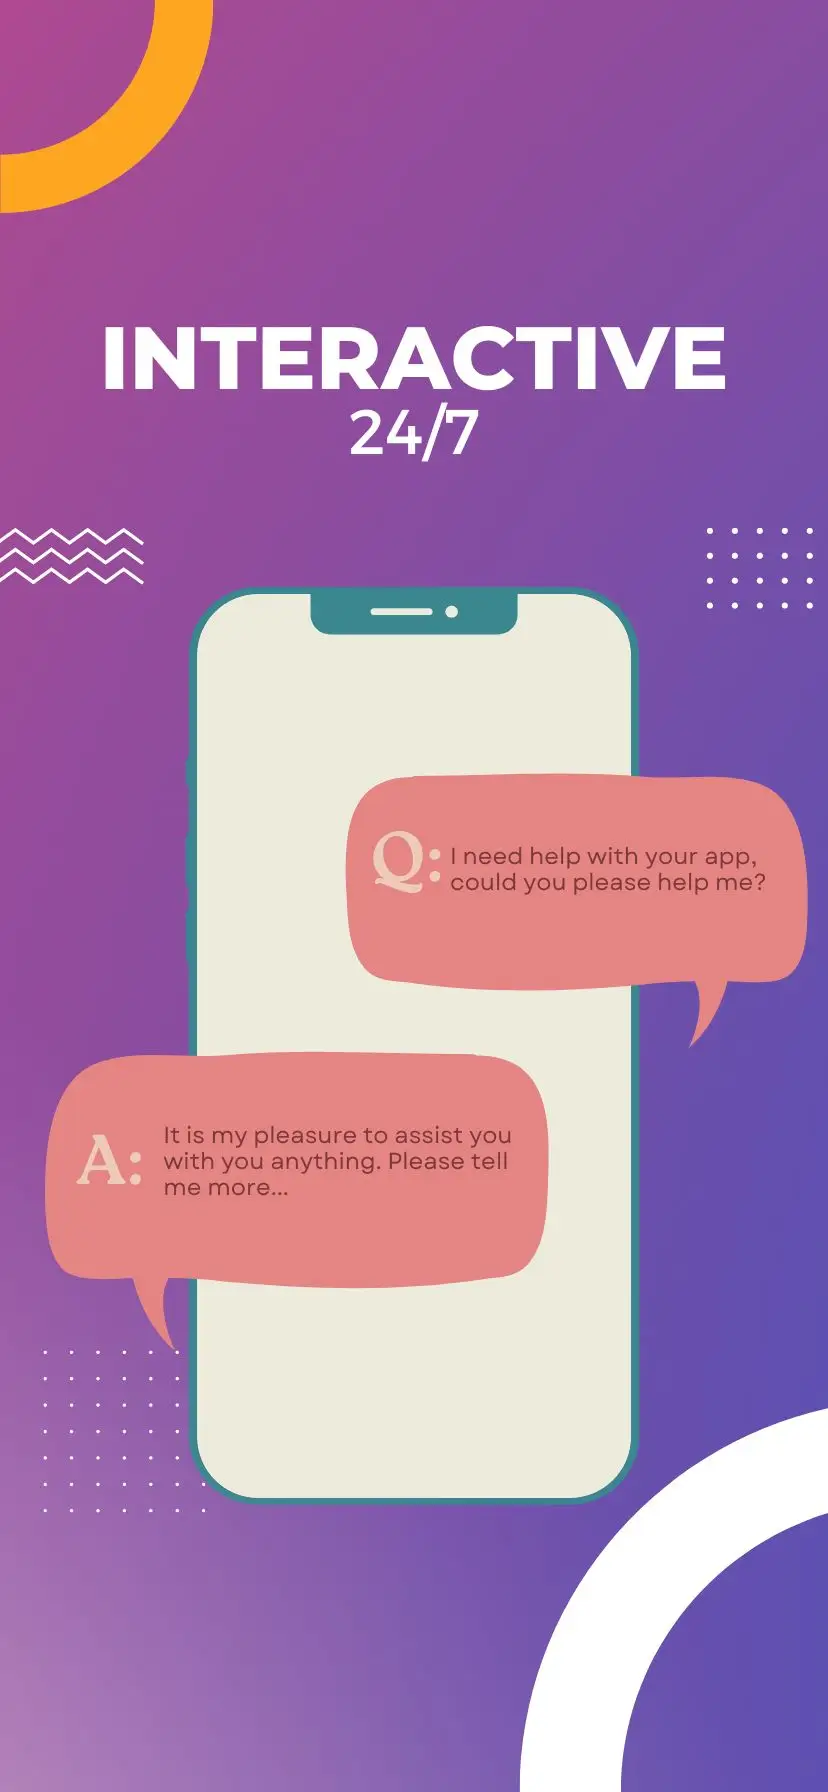 INTERACTIVE
24/7
Q: I need help with your app,
could you please help me?
A: It is my pleasure to assist you
with you anything. Please tell
me more...